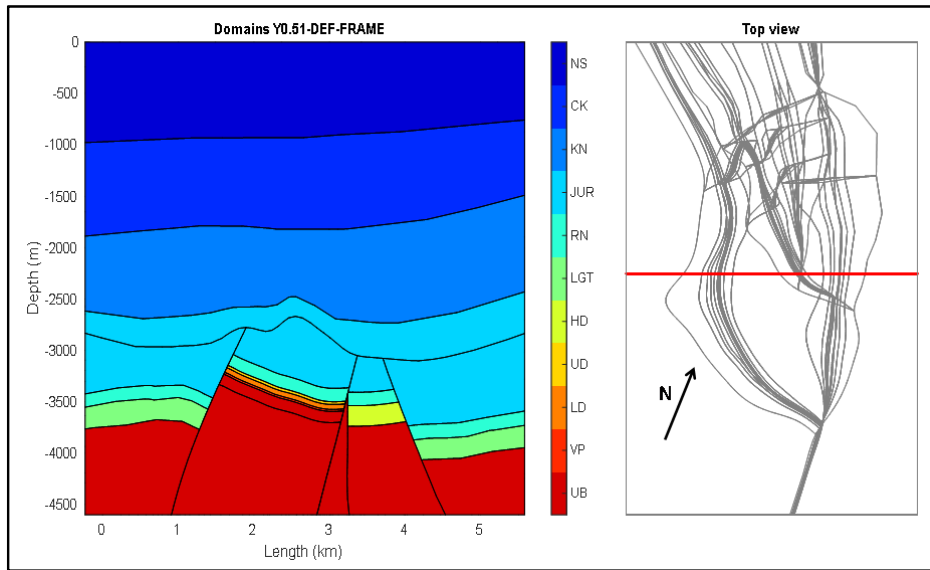 Domains Y0.51-DEF-FRAME
Top view
0
-500
-1000
-1500
-2000
-2500
-3000
-3500
-4000
-4500
Depth (m)
0 1 2 3 4 5
Length (km)
NS
CK
KN
JUR
RN
LGT
HD
UD
LD
VP
UB
N